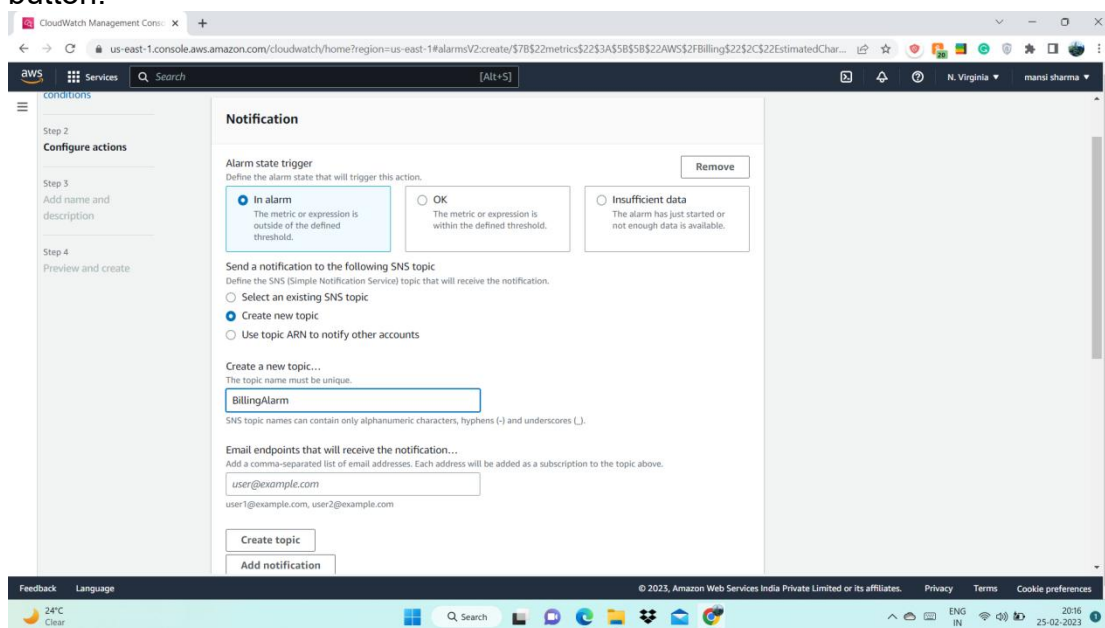 button.
CloudWatch Management Consc
us-east-1.console.aws.amazon.com/cloudwatch/home?region=us-east-1#alarmsV2:create/$7B$22metrics$22$3A$5B$5B$22AWS$2FBilling$22$2C$22EstimatedChar...
20
aws Services Search [Alt+S] N. Virginia mansi sharma
conditions
Step 2
Configure actions
Step 3
Add name and
description
Step 4
Preview and create
Notification
Alarm state trigger
Define the alarm state that will trigger this action.
Remove
In alarm
The metric or expression is
outside of the defined
threshold.
OK
The metric or expression is
within the defined threshold.
Insufficient data
The alarm has just started or
not enough data is available.
Send a notification to the following SNS topic
Define the SNS (Simple Notification Service) topic that will receive the notification.
Select an existing SNS topic
Create new topic
Use topic ARN to notify other accounts
Create a new topic...
The topic name must be unique.
BillingAlarm
SNS topic names can contain only alphanumeric characters, hyphens (-) and underscores (_).
Email endpoints that will receive the notification...
Add a comma-separated list of email addresses. Each address will be added as a subscription to the topic above.
user@example.com
user1@example.com, user2@example.com
Create topic
Add notification
Feedback Language © 2023, Amazon Web Services India Private Limited or its affiliates. Privacy Terms Cookie preferences
24°C
Clear
Search
ENG
IN
20:16
25-02-2023
1